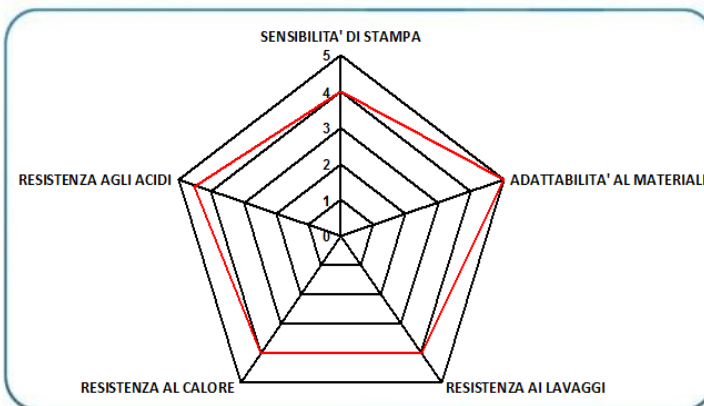 SENSIBILITA' DI STAMPA
5
4
3
2
1
0
RESISTENZA AGLI ACIDI
ADATTABILITA' AL MATERIALE
RESISTENZA AL CALORE
RESISTENZA AI LAVAGGI